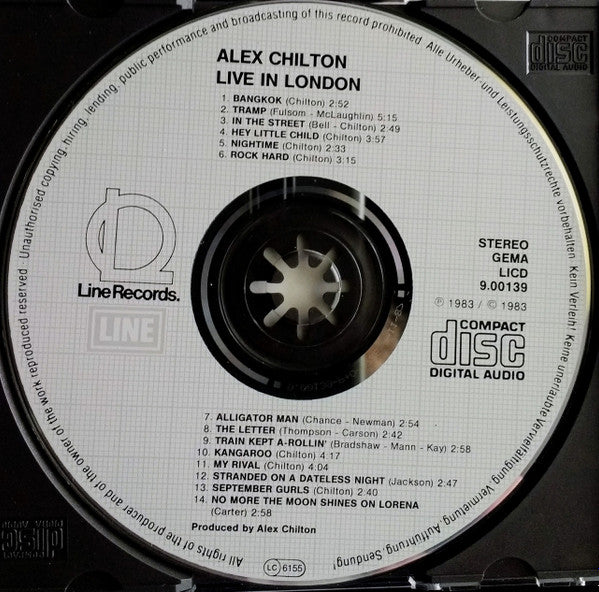 Unauthorised copying, hiring, lending, public performance and broadcasting of this record prohibited. Alle Urheber- und Leistungsschutzrechte vorbehalten. Kein Verleih! Keine unerlaubte Vervielfältigung, Vermietung, Aufführung, Sendung!
COMPACT
disc
DIGITAL AUDIO
ALEX CHILTON
LIVE IN LONDON
1. BANGKOK (Chilton) 2:52
2. TRAMP (Fulsom - McLaughlin) 5:15
3. IN THE STREET (Bell - Chilton) 2:49
4. HEY LITTLE CHILD (Chilton) 3:57
5. NIGHTIME (Chilton) 2:33
6. ROCK HARD (Chilton) 3:15
Line Records.
LINE
STEREO
GEMA
LICD
9.00139
℗ 1983 / © 1983
COMPACT
disc
DIGITAL AUDIO
7. ALLIGATOR MAN (Chance - Newman) 2:54
8. THE LETTER (Thompson - Carson) 2:42
9. TRAIN KEPT A-ROLLIN' (Bradshaw - Mann - Kay) 2:58
10. KANGAROO (Chilton) 4:17
11. MY RIVAL (Chilton) 4:04
12. STRANDED ON A DATELESS NIGHT (Jackson) 2:47
13. SEPTEMBER GURLS (Chilton) 2:40
14. NO MORE THE MOON SHINES ON LORENA
(Carter) 2:58
Produced by Alex Chilton
All rights of the producer and of the owner of the work reproduced reserved.
LC 6155
COMPACT
disc
DIGITAL AUDIO